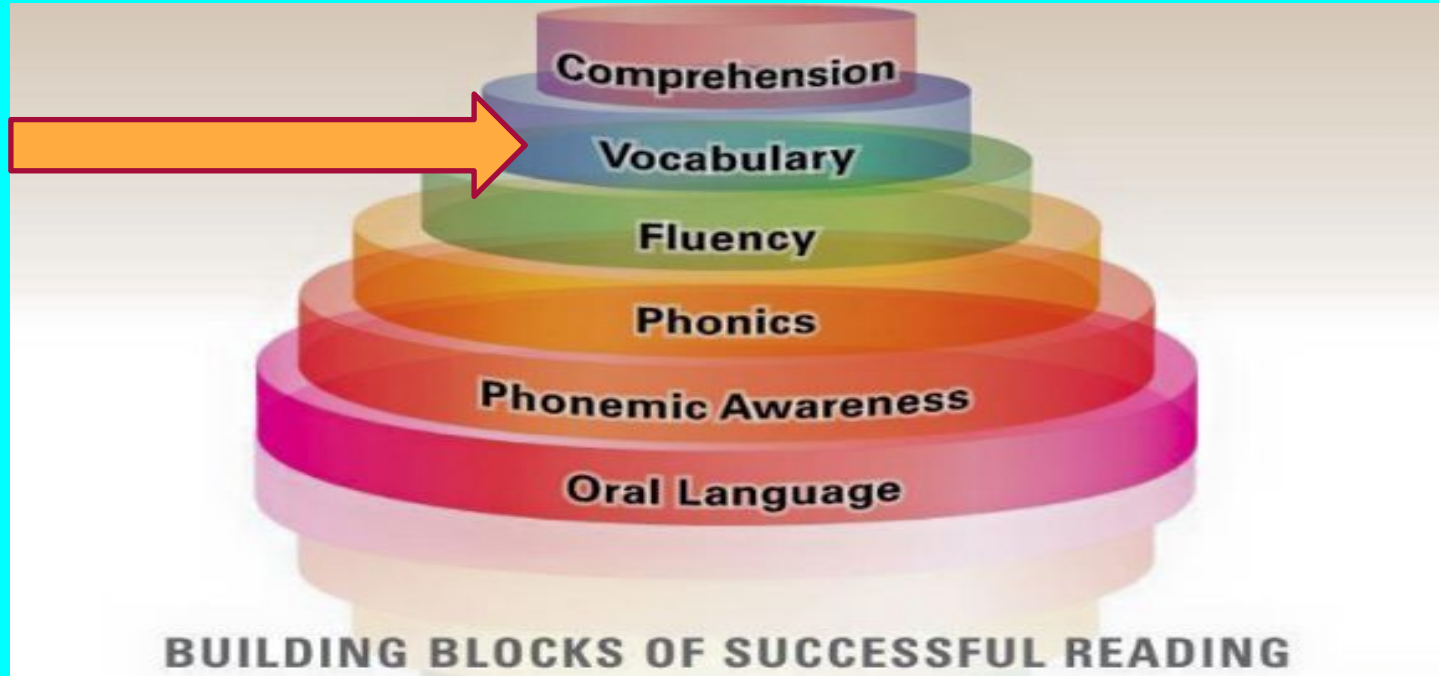 Comprehension
Vocabulary
Fluency
Phonics
Phonemic Awareness
Oral Language
BUILDING BLOCKS OF SUCCESSFUL READING